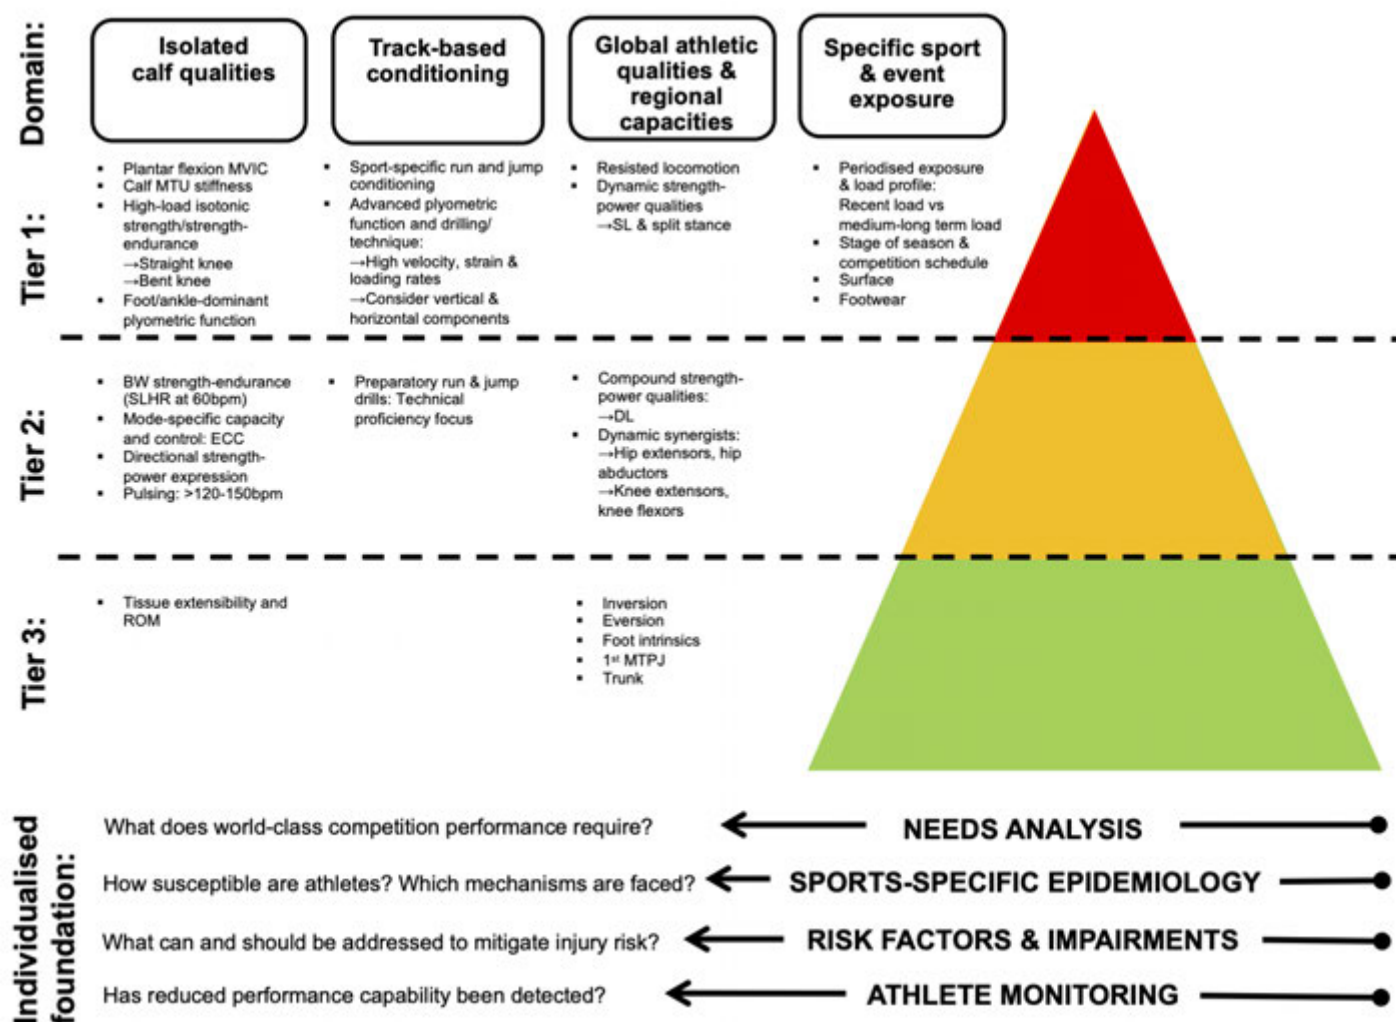 Domain:
Isolated
calf qualities
Track-based
conditioning
Global athletic
qualities &
regional
capacities
Specific sport
& event
exposure
Tier 1:
▪ Plantar flexion MVIC
▪ Calf MTU stiffness
▪ High-load isotonic
strength/strength-
endurance
→Straight knee
→Bent knee
▪ Foot/ankle-dominant
plyometric function
▪ Sport-specific run and jump
conditioning
▪ Advanced plyometric
function and drilling/
technique:
→High velocity, strain &
loading rates
→Consider vertical &
horizontal components
▪ Resisted locomotion
▪ Dynamic strength-
power qualities
→SL & split stance
▪ Periodised exposure
& load profile:
Recent load vs
medium-long term load
▪ Stage of season &
competition schedule
▪ Surface
▪ Footwear
Tier 2:
▪ BW strength-endurance
(SLHR at 60bpm)
▪ Mode-specific capacity
and control: ECC
▪ Directional strength-
power expression
▪ Pulsing: >120-150bpm
▪ Preparatory run & jump
drills: Technical
proficiency focus
▪ Compound strength-
power qualities:
→DL
▪ Dynamic synergists:
→Hip extensors, hip
abductors
→Knee extensors,
knee flexors
Tier 3:
▪ Tissue extensibility and
ROM
▪ Inversion
▪ Eversion
▪ Foot intrinsics
▪ 1st MTPJ
▪ Trunk
Individualised
foundation:
What does world-class competition performance require?
NEEDS ANALYSIS
How susceptible are athletes? Which mechanisms are faced?
SPORTS-SPECIFIC EPIDEMIOLOGY
What can and should be addressed to mitigate injury risk?
RISK FACTORS & IMPAIRMENTS
Has reduced performance capability been detected?
ATHLETE MONITORING